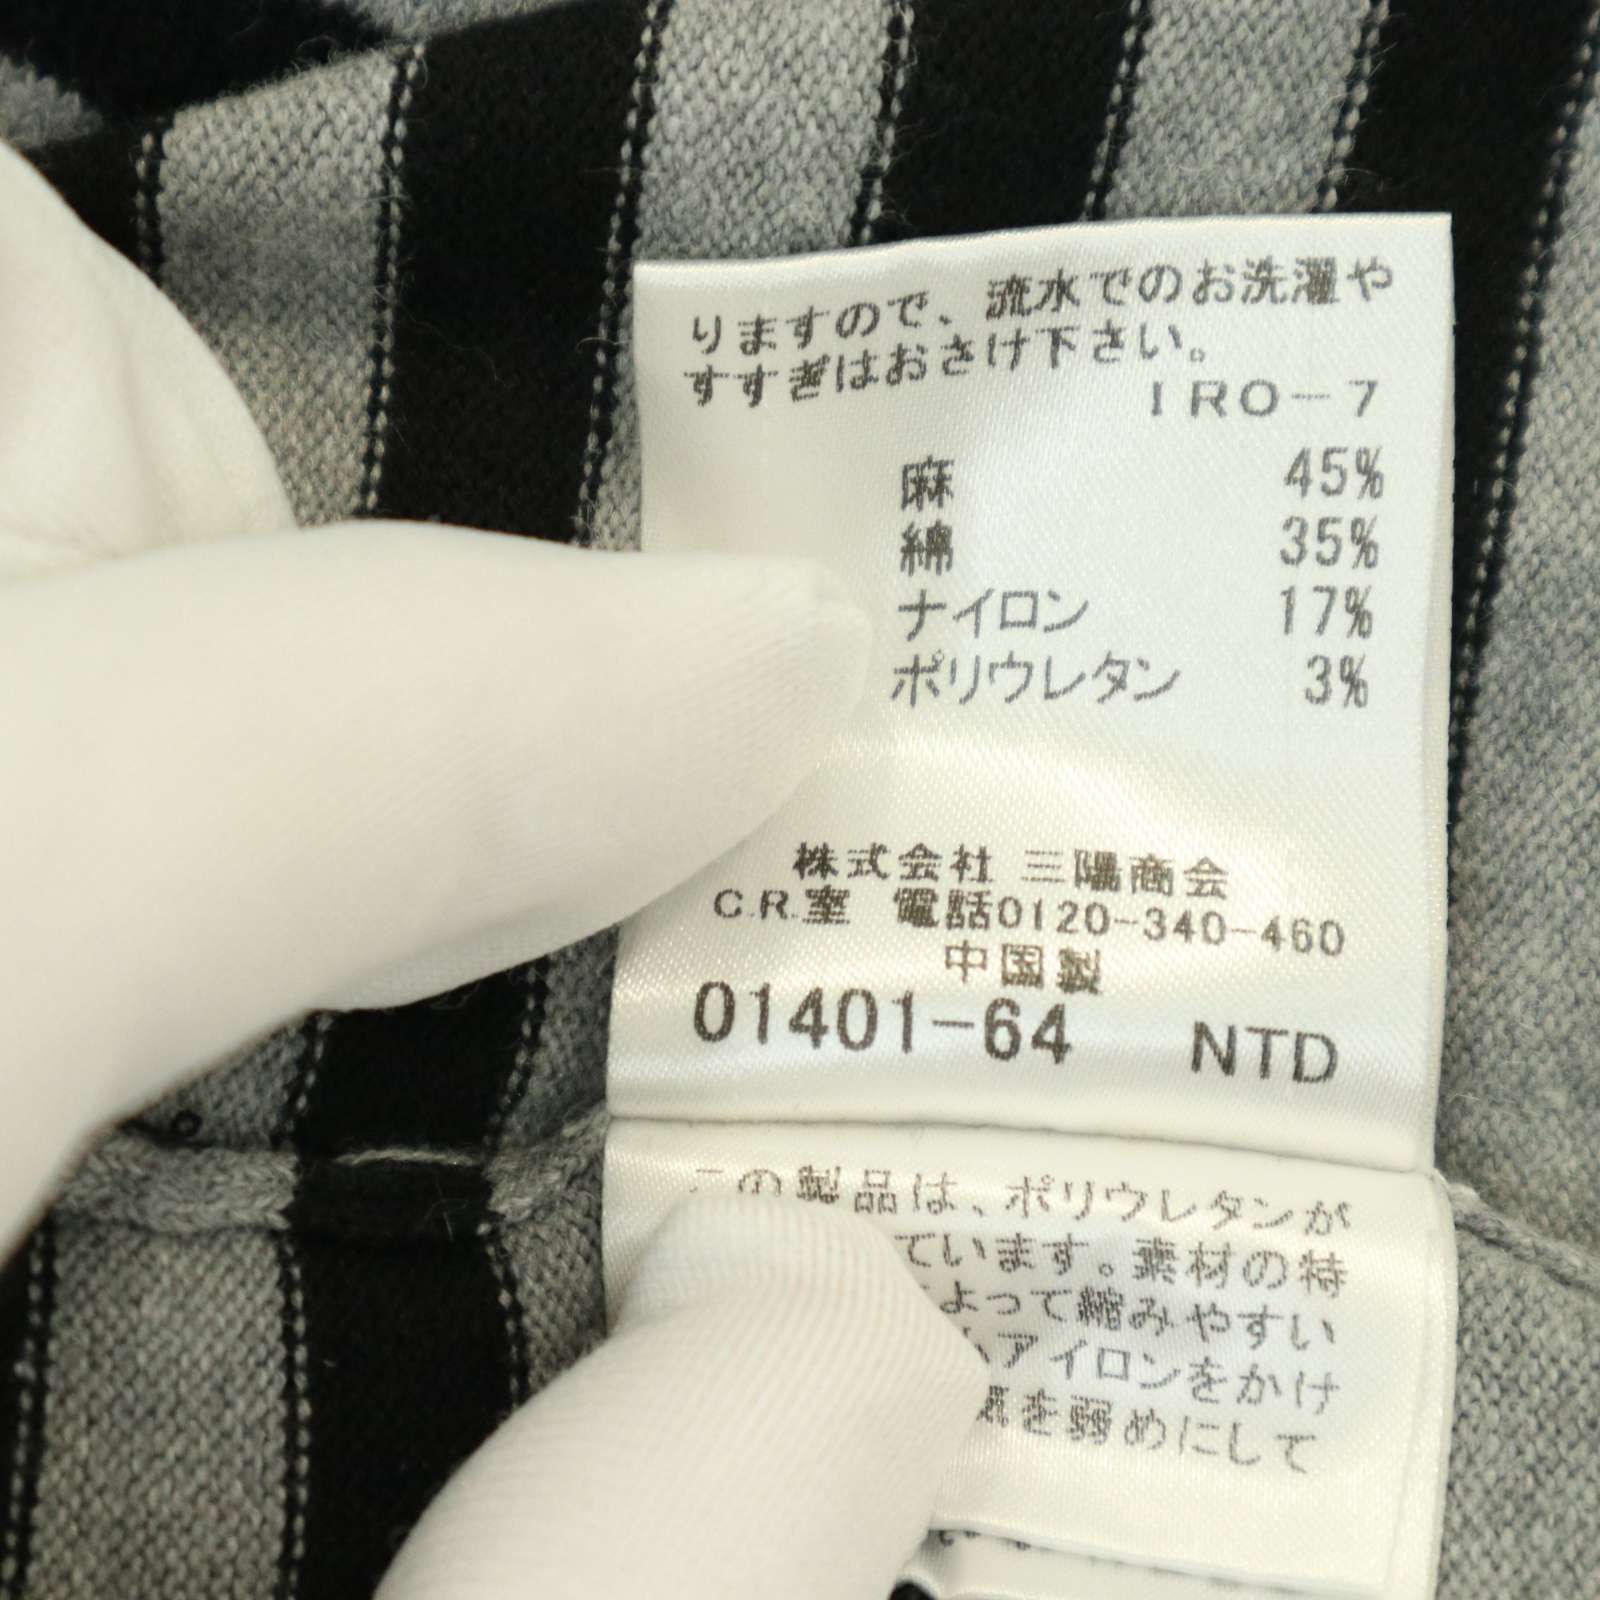 りますので、流水でのお洗濯や
すすぎはおさけ下さい。
IRO-7
麻 45%
綿 35%
ナイロン 17%
ポリウレタン 3%
株式会社 三陽商会
C.R.室 電話0120-340-460
中国製
01401-64 NTD
この製品は、ポリウレタンが
ています。素材の特
よって縮みやすい
アイロンをかけ
を弱めにして